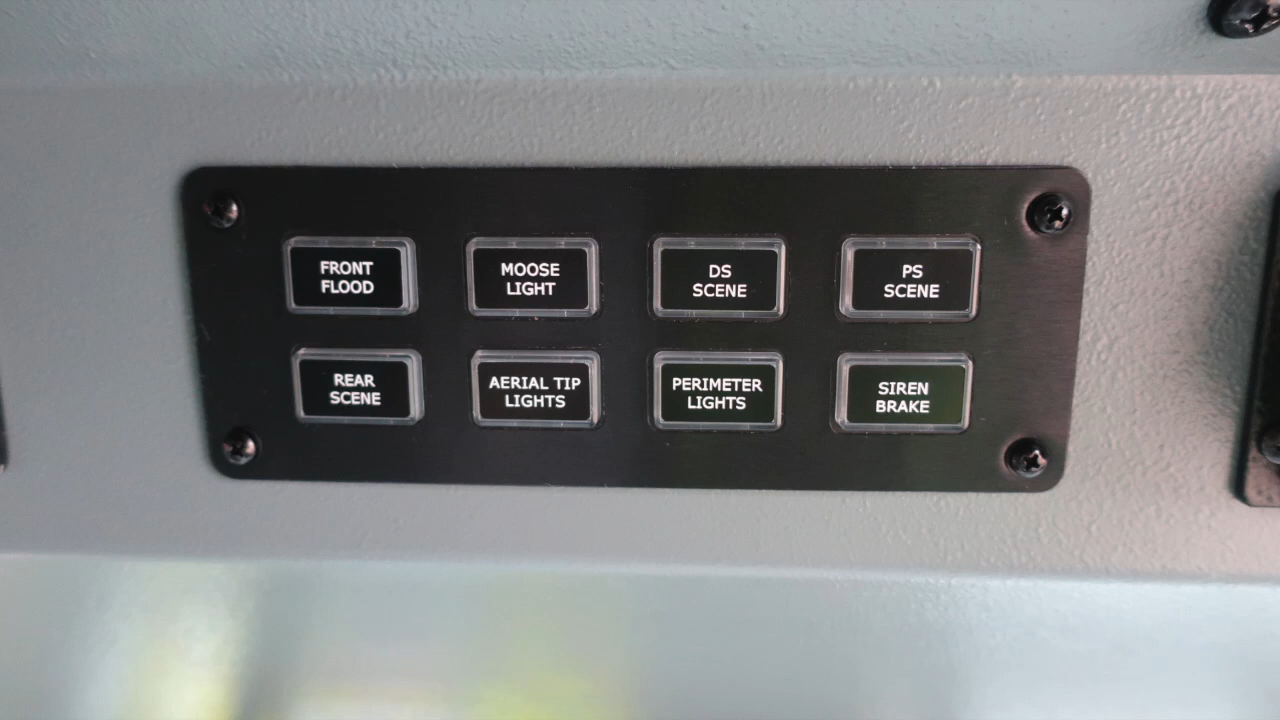 FRONT
FLOOD
MOOSE
LIGHT
DS
SCENE
PS
SCENE
REAR
SCENE
AERIAL TIP
LIGHTS
PERIMETER
LIGHTS
SIREN
BRAKE